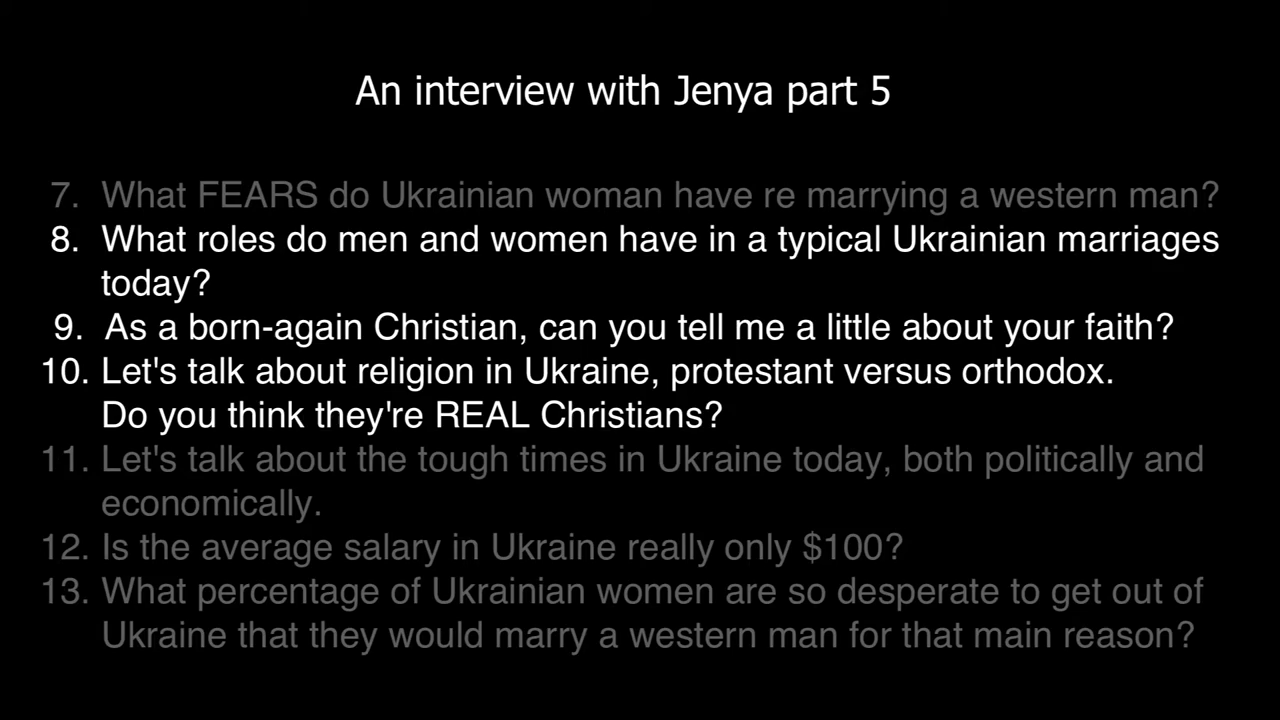 An interview with Jenya part 5
7. What FEARS do Ukrainian woman have re marrying a western man?
8. What roles do men and women have in a typical Ukrainian marriages
today?
9. As a born-again Christian, can you tell me a little about your faith?
10. Let's talk about religion in Ukraine, protestant versus orthodox.
Do you think they're REAL Christians?
11. Let's talk about the tough times in Ukraine today, both politically and
economically.
12. Is the average salary in Ukraine really only $100?
13. What percentage of Ukrainian women are so desperate to get out of
Ukraine that they would marry a western man for that main reason?